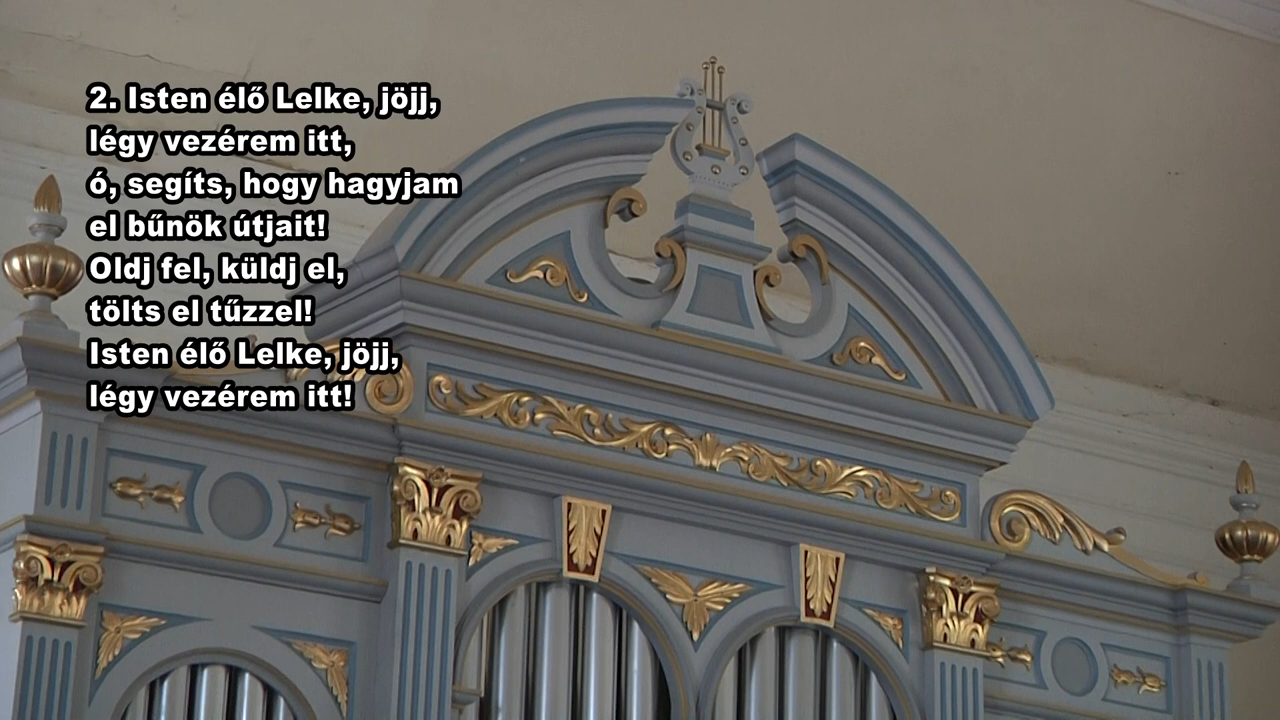 2. Isten élő Lelke, jöjj,
légy vezérem itt,
ó, segíts, hogy hagyjam
el bűnök útjait!
Oldj fel, küldj el,
tölts el tűzzel!
Isten élő Lelke, jöjj,
légy vezérem itt!